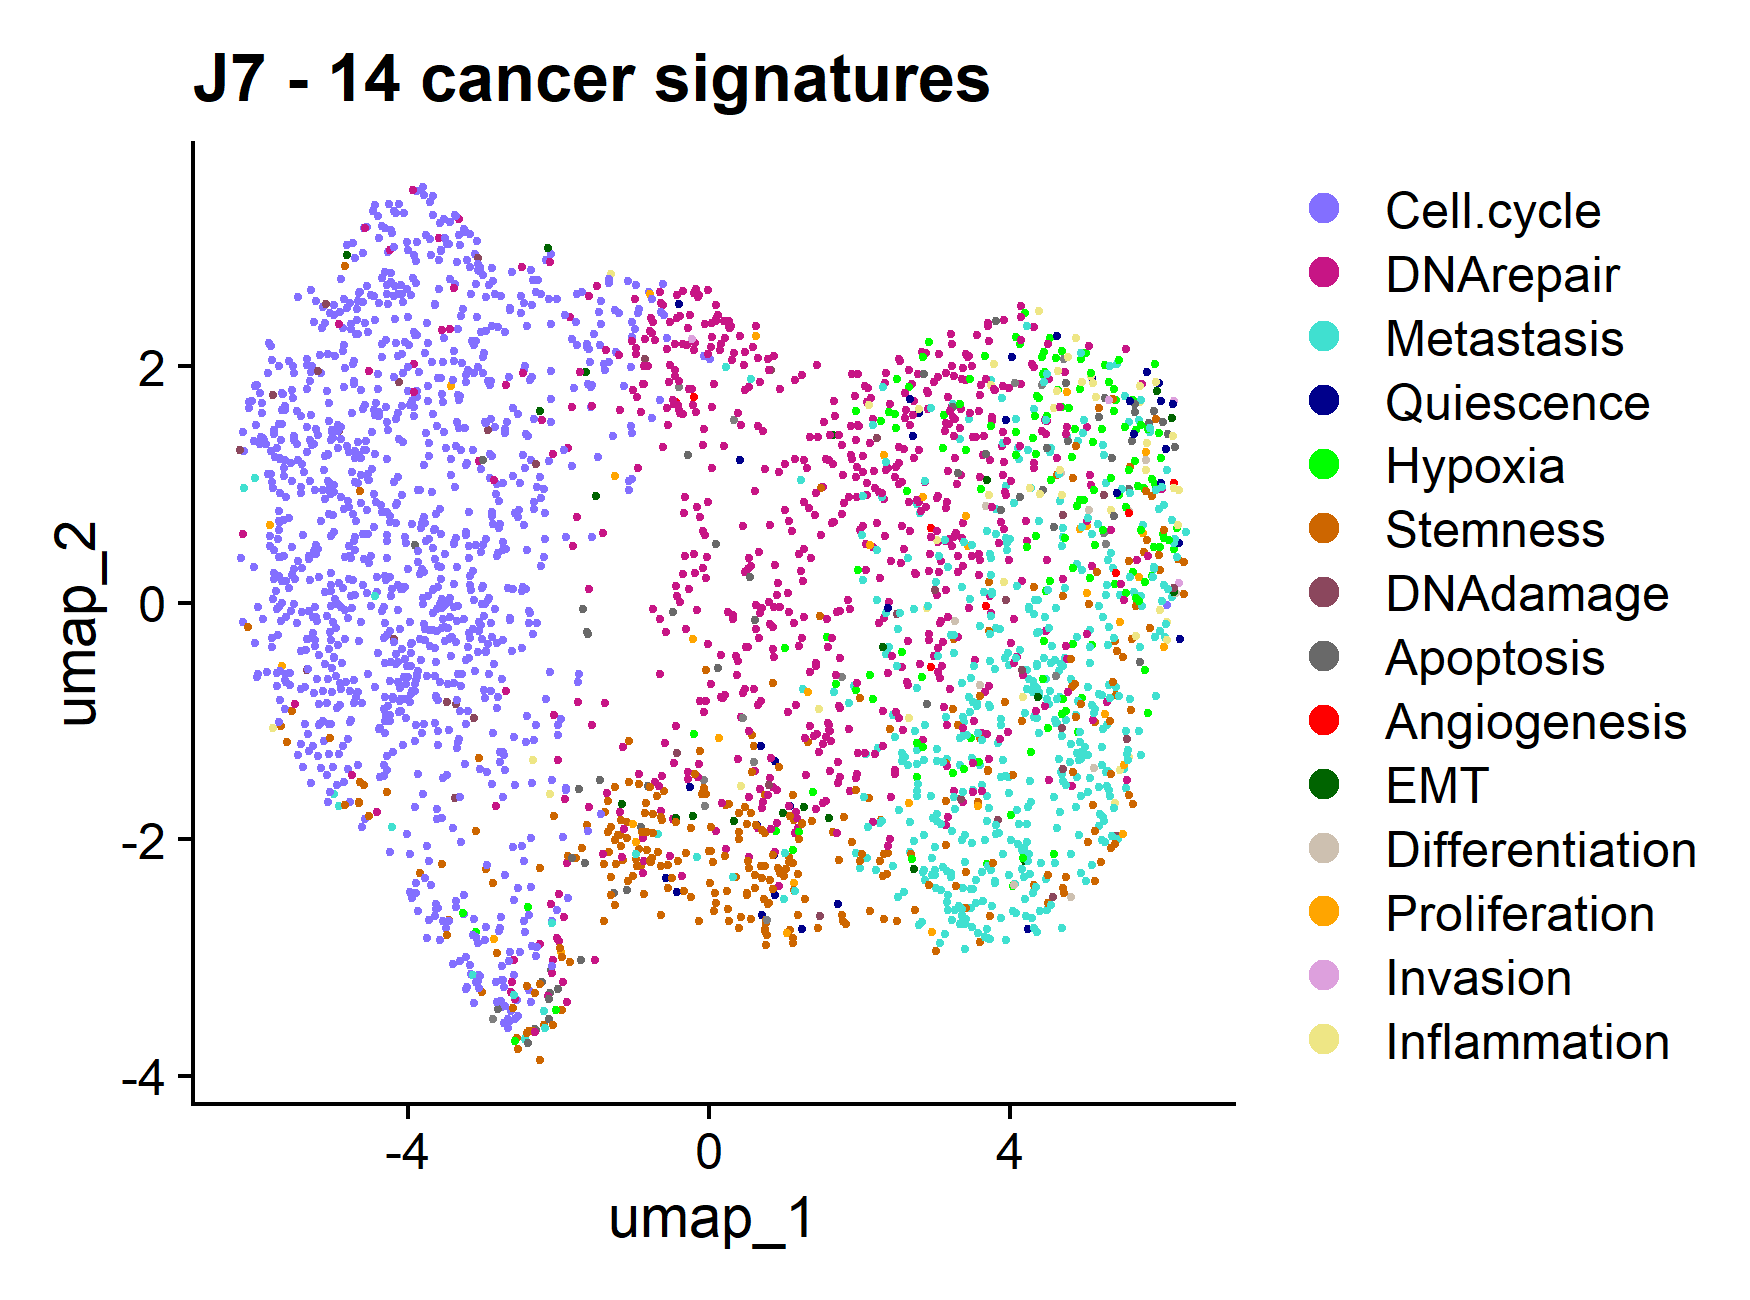 J7 - 14 cancer signatures
umap_2
2
0
-2
-4
-4
0
4
umap_1
Cell.cycle
DNArepair
Metastasis
Quiescence
Hypoxia
Stemness
DNAdamage
Apoptosis
Angiogenesis
EMT
Differentiation
Proliferation
Invasion
Inflammation